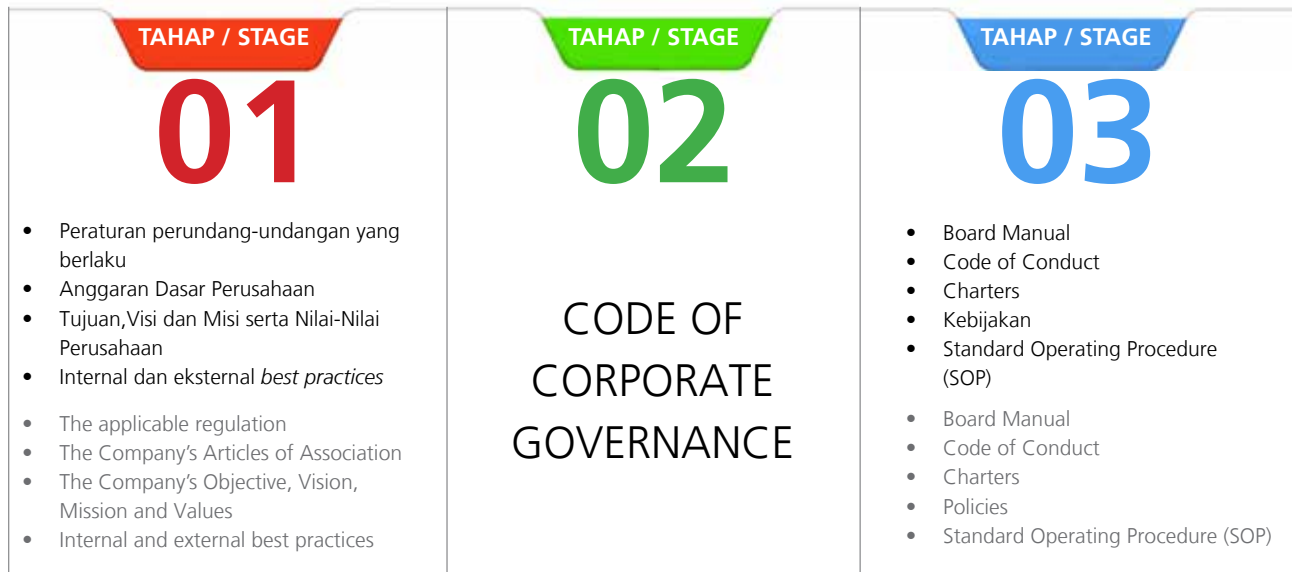 TAHAP / STAGE
01
• Peraturan perundang-undangan yang
berlaku
• Anggaran Dasar Perusahaan
• Tujuan,Visi dan Misi serta Nilai-Nilai
Perusahaan
• Internal dan eksternal best practices
• The applicable regulation
• The Company’s Articles of Association
• The Company’s Objective, Vision,
Mission and Values
• Internal and external best practices
TAHAP / STAGE
02
CODE OF
CORPORATE
GOVERNANCE
TAHAP / STAGE
03
• Board Manual
• Code of Conduct
• Charters
• Kebijakan
• Standard Operating Procedure
(SOP)
• Board Manual
• Code of Conduct
• Charters
• Policies
• Standard Operating Procedure (SOP)